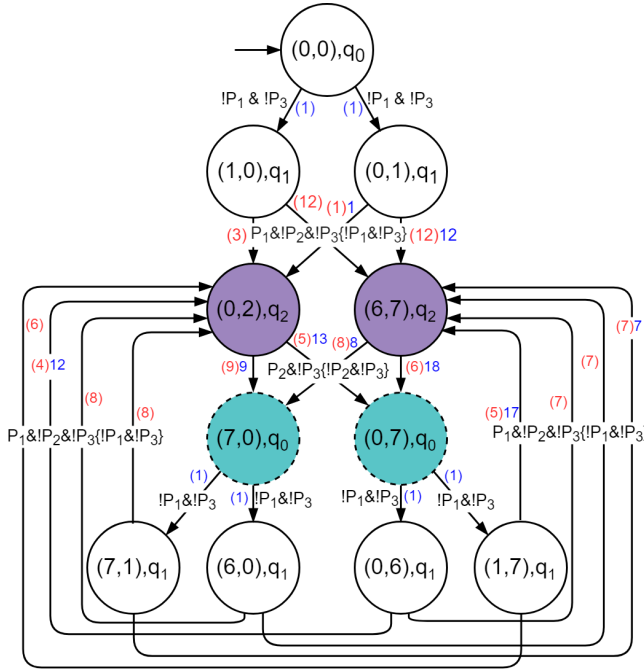 (0,0),q₀
!P₁ & !P₃ (1) (1) !P₁ & !P₃
(1,0),q₁ (0,1),q₁
(12) (1)1
(3) P₁&!P₂&!P₃{!P₁&!P₃} (12)12
(0,2),q₂ (6,7),q₂
(6) (5)13 (8)8 (7)7
(4)12 (9)9 (6)18 (7)
P₂&!P₃{!P₂&!P₃}
(8) (8) (5)17 (7)
P₁&!P₂&!P₃{!P₁&!P₃} (7,0),q₀ (0,7),q₀ P₁&!P₂&!P₃{!P₁&!P₃}
(1) (1)
!P₁&!P₃ (1) !P₁&!P₃ !P₁&!P₃ (1) !P₁&!P₃
(7,1),q₁ (6,0),q₁ (0,6),q₁ (1,7),q₁